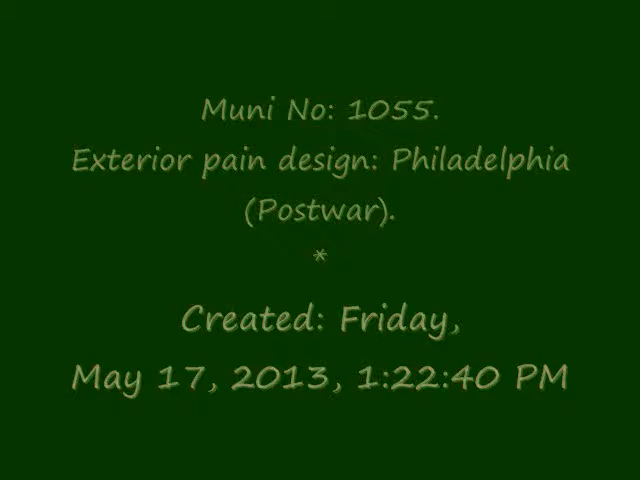 Muni No: 1055.
Exterior pain design: Philadelphia
(Postwar).
*
Created: Friday,
May 17, 2013, 1:22:40 PM